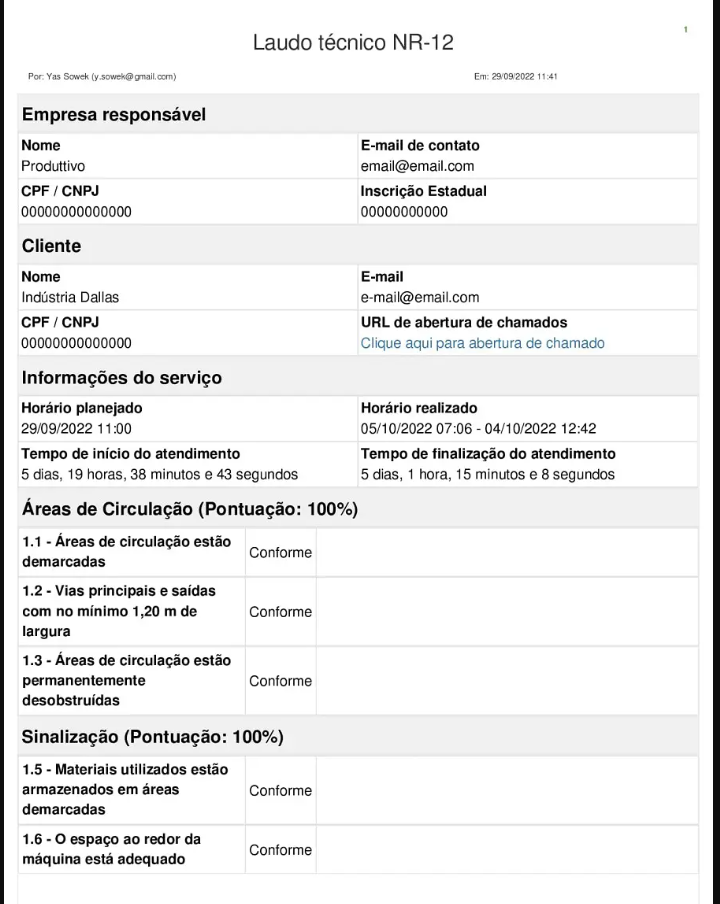 1
Laudo técnico NR-12
Por: Yas Sowek (y.sowek@gmail.com)
Em: 29/09/2022 11:41
Empresa responsável
Nome
Produttivo
E-mail de contato
email@email.com
CPF / CNPJ
00000000000000
Inscrição Estadual
00000000000
Cliente
Nome
Indústria Dallas
E-mail
e-mail@email.com
CPF / CNPJ
00000000000000
URL de abertura de chamados
Clique aqui para abertura de chamado
Informações do serviço
Horário planejado
29/09/2022 11:00
Horário realizado
05/10/2022 07:06 - 04/10/2022 12:42
Tempo de início do atendimento
5 dias, 19 horas, 38 minutos e 43 segundos
Tempo de finalização do atendimento
5 dias, 1 hora, 15 minutos e 8 segundos
Áreas de Circulação (Pontuação: 100%)
1.1 - Áreas de circulação estão
demarcadas
Conforme
1.2 - Vias principais e saídas
com no mínimo 1,20 m de
largura
Conforme
1.3 - Áreas de circulação estão
permanentemente
desobstruídas
Conforme
Sinalização (Pontuação: 100%)
1.5 - Materiais utilizados estão
armazenados em áreas
demarcadas
Conforme
1.6 - O espaço ao redor da
máquina está adequado
Conforme